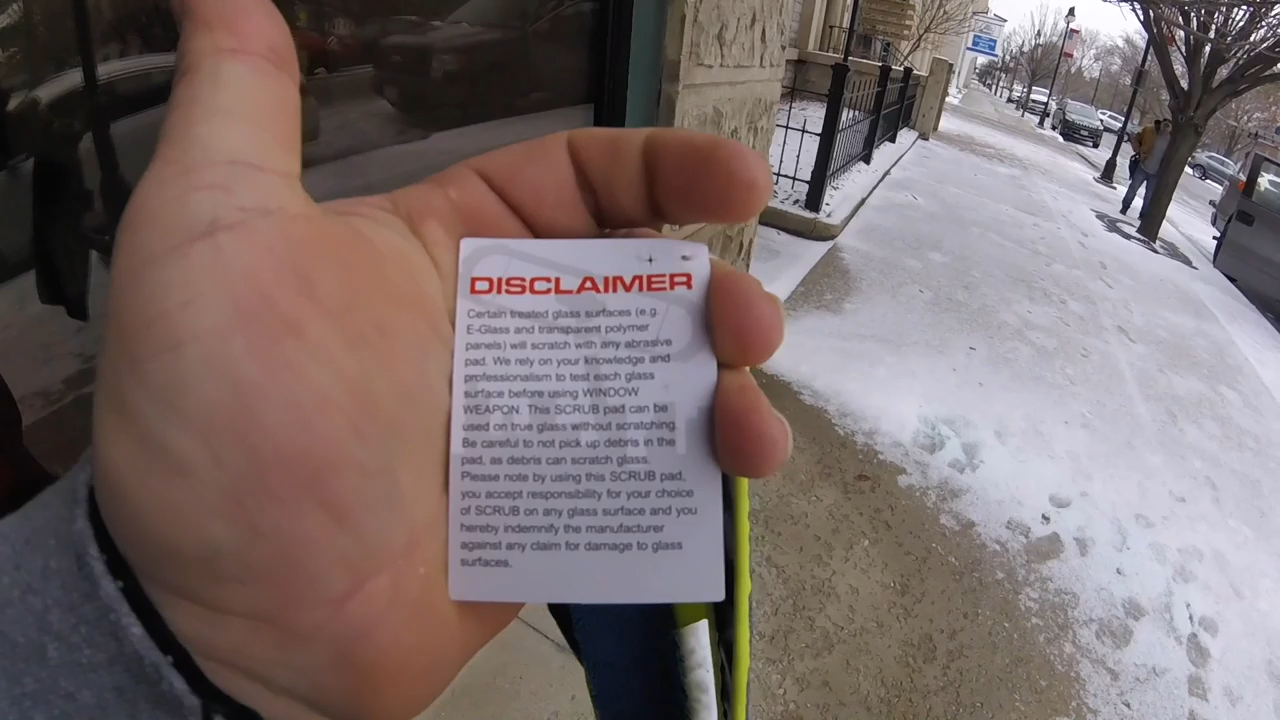 DISCLAIMER
Certain treated glass surfaces (e.g.
E-Glass and transparent polymer
panels) will scratch with any abrasive
pad. We rely on your knowledge and
professionalism to test each glass
surface before using WINDOW
WEAPON. This SCRUB pad can be
used on true glass without scratching.
Be careful to not pick up debris in the
pad, as debris can scratch glass.
Please note by using this SCRUB pad,
you accept responsibility for your choice
of SCRUB on any glass surface and you
hereby indemnify the manufacturer
against any claim for damage to glass
surfaces.